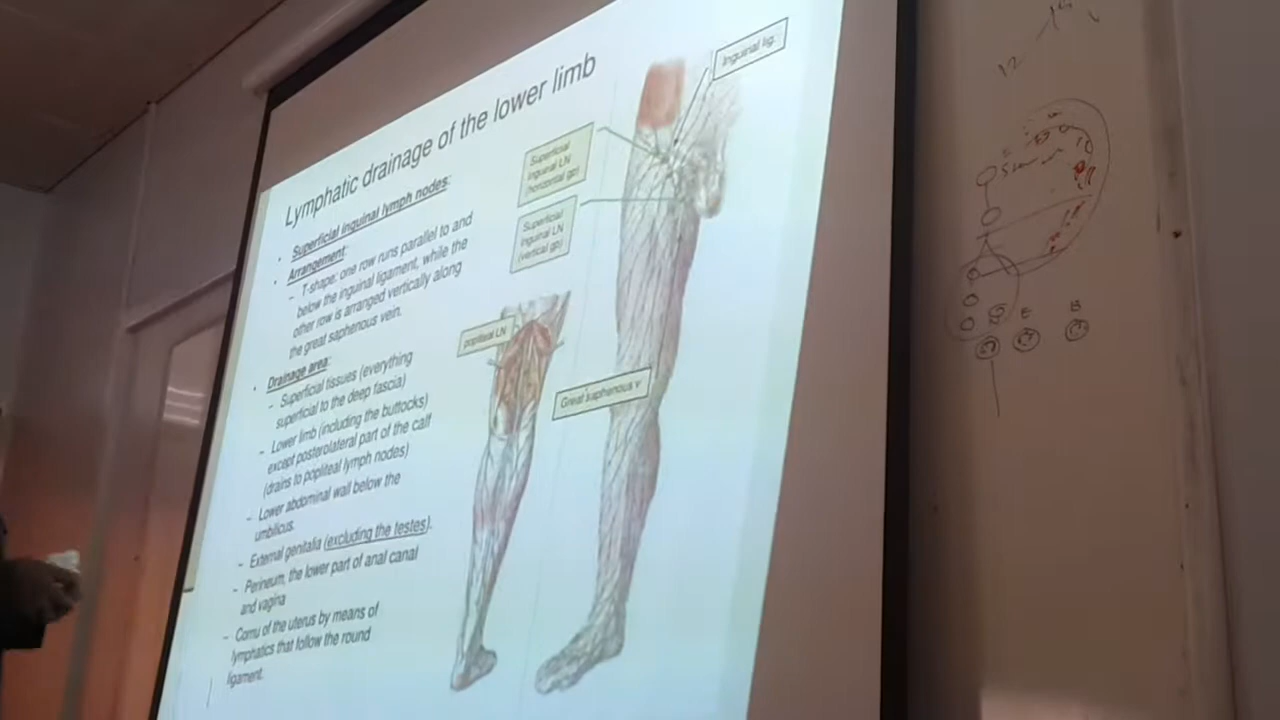 Lymphatic drainage of the lower limb
• Superficial inguinal lymph nodes:
• Arrangement:
– T-shape: one row runs parallel to and
below the inguinal ligament, while the
other row is arranged vertically along
the great saphenous vein.
• Drainage area:
– Superficial tissues (everything
superficial to the deep fascia)
– Lower limb (including the buttocks)
except posterolateral part of the calf
(drains to popliteal lymph nodes)
– Lower abdominal wall below the
umbilicus.
– External genitalia (excluding the testes).
– Perineum, the lower part of anal canal
and vagina
– Cornu of the uterus by means of
lymphatics that follow the round
ligament.
Inguinal lig.
Superficial
inguinal LN
(horizontal gp)
Superficial
inguinal LN
(vertical gp)
popliteal LN
Great saphenous v
12